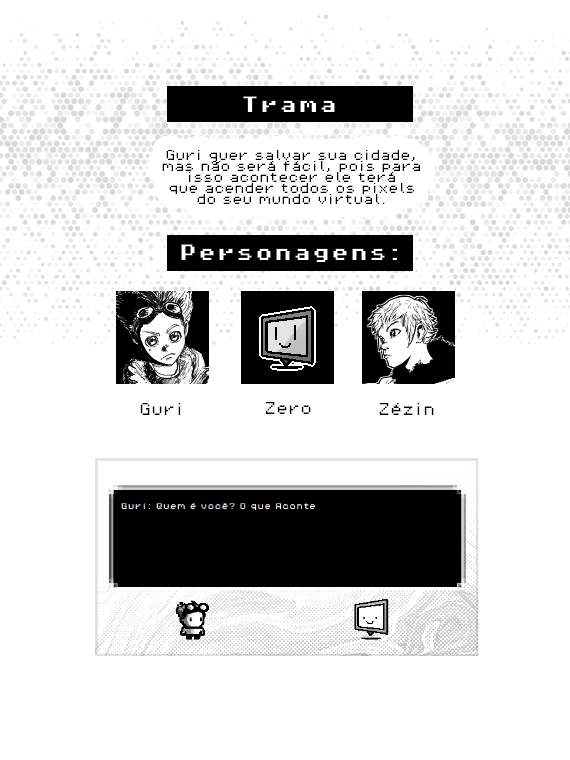 Trama
Guri quer salvar sua cidade,
mas não será fácil, pois para
isso acontecer ele terá
que acender todos os pixels
do seu mundo virtual.
Personagens:
Guri
Zero
Zézin
Guri: Quem é você? O que Aconte